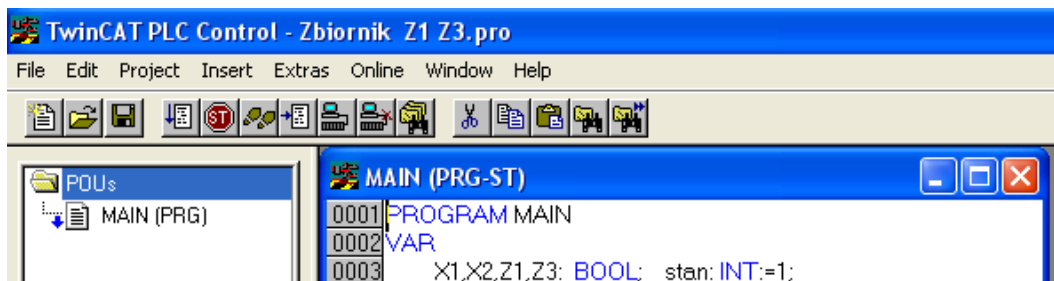 TwinCAT PLC Control - Zbiornik Z1 Z3.pro
File Edit Project Insert Extras Online Window Help
ST
POUs
MAIN (PRG)
MAIN (PRG-ST)
0001 PROGRAM MAIN
0002 VAR
0003 X1,X2,Z1,Z3: BOOL; stan: INT:=1;